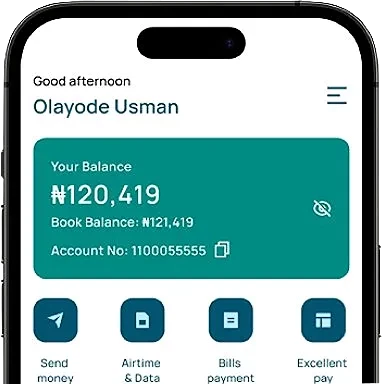 Good afternoon
Olayode Usman
Your Balance
₦120,419
Book Balance: ₦121,419
Account No: 1100055555
Send
money
Airtime
& Data
Bills
payment
Excellent
pay